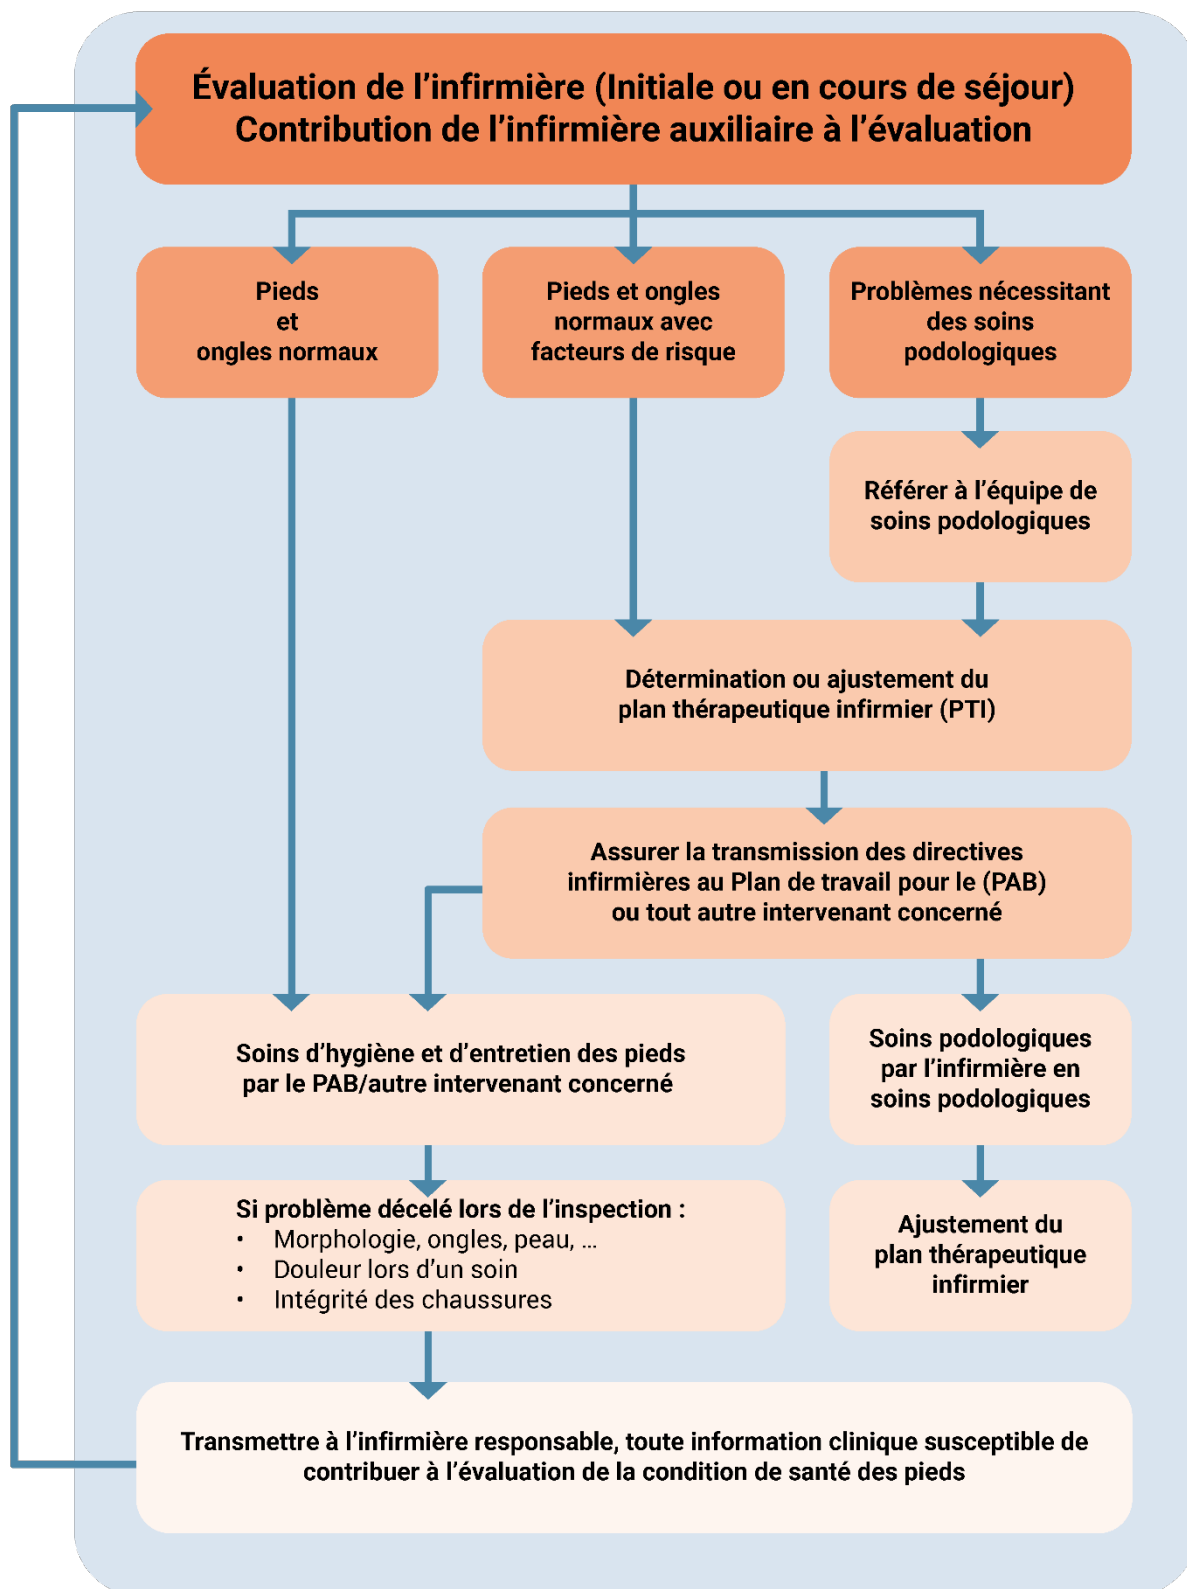 Évaluation de l’infirmière (Initiale ou en cours de séjour)
Contribution de l’infirmière auxiliaire à l’évaluation
Pieds
et
ongles normaux
Pieds et ongles
normaux avec
facteurs de risque
Problèmes nécessitant
des soins
podologiques
Référer à l’équipe de
soins podologiques
Détermination ou ajustement du
plan thérapeutique infirmier (PTI)
Assurer la transmission des directives
infirmières au Plan de travail pour le (PAB)
ou tout autre intervenant concerné
Soins d’hygiène et d’entretien des pieds
par le PAB/autre intervenant concerné
Soins podologiques
par l’infirmière en
soins podologiques
Si problème décelé lors de l’inspection :
• Morphologie, ongles, peau, ...
• Douleur lors d’un soin
• Intégrité des chaussures
Ajustement du
plan thérapeutique
infirmier
Transmettre à l’infirmière responsable, toute information clinique susceptible de
contribuer à l’évaluation de la condition de santé des pieds